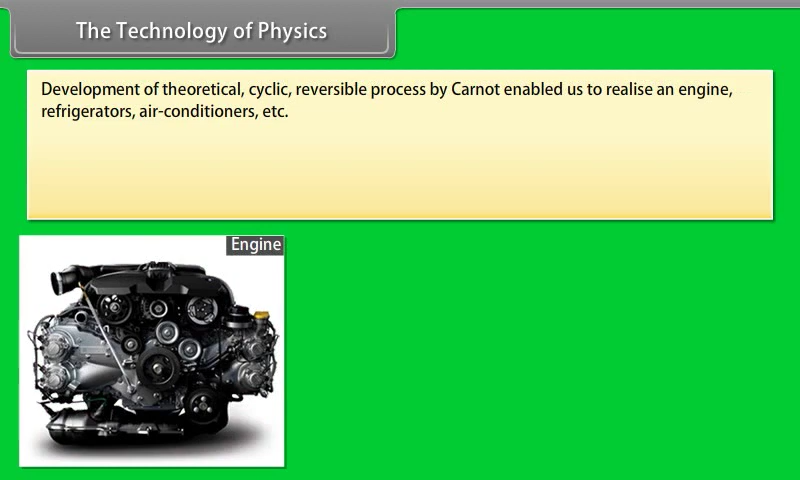 The Technology of Physics
Development of theoretical, cyclic, reversible process by Carnot enabled us to realise an engine,
refrigerators, air-conditioners, etc.
Engine